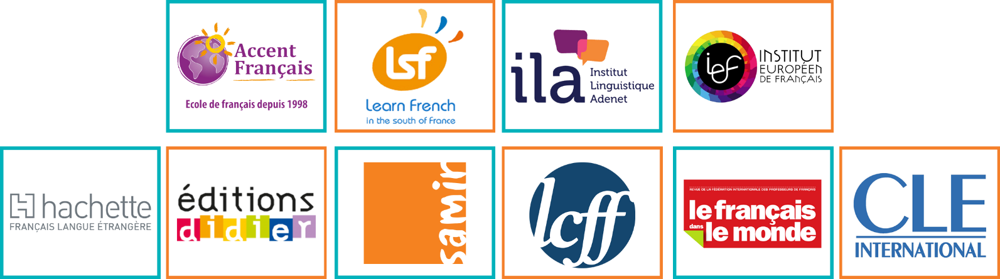 Accent
Français
Ecole de français depuis 1998
lsf
Learn French
in the south of France
ila
Institut
Linguistique
Adenet
ief
INSTITUT
EUROPÉEN
DE FRANÇAIS
hachette
FRANÇAIS LANGUE ÉTRANGÈRE
éditions
didier
samir
lcff
REVUE DE LA FÉDÉRATION INTERNATIONALE DES PROFESSEURS DE FRANÇAIS
le français
dans le monde
CLE
INTERNATIONAL